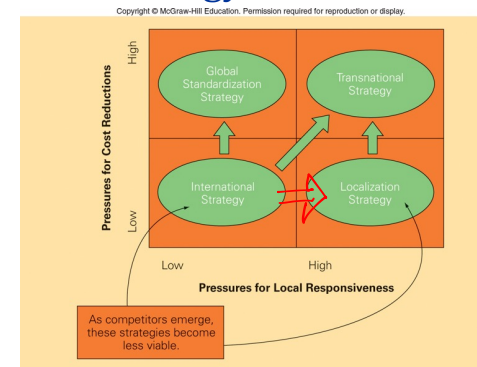 Copyright © McGraw-Hill Education. Permission required for reproduction or display.
Pressures for Cost Reductions
High
Low
Global
Standardization
Strategy
Transnational
Strategy
International
Strategy
Localization
Strategy
Low
High
Pressures for Local Responsiveness
As competitors emerge,
these strategies become
less viable.